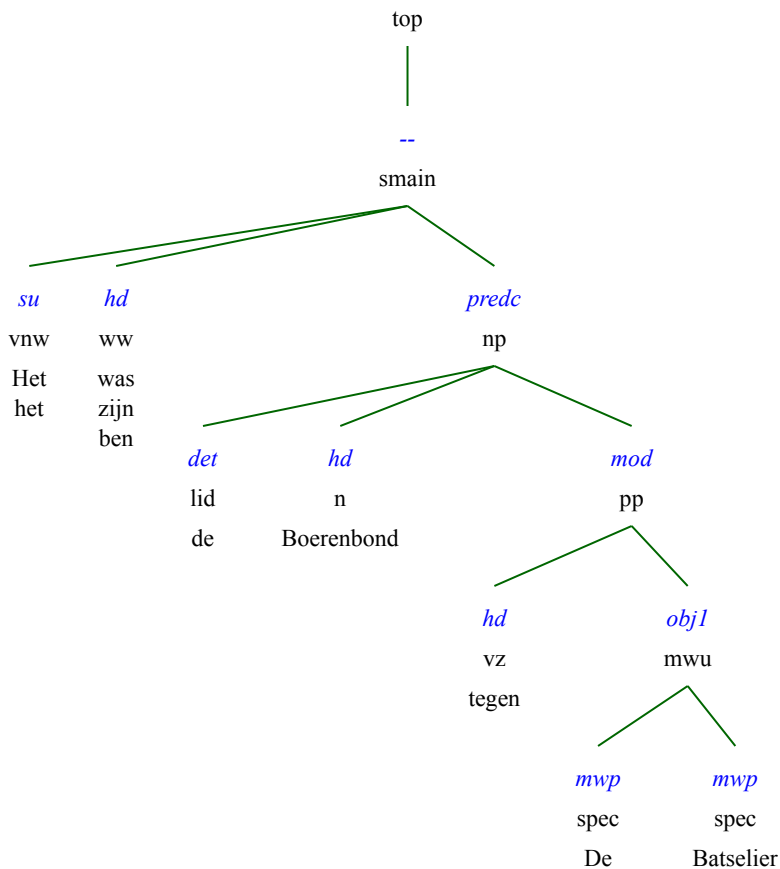 top
--
smain
su hd predc
vnw ww np
Het was
het zijn
ben
det hd mod
lid n pp
de Boerenbond
hd obj1
vz mwu
tegen
mwp mwp
spec spec
De Batselier